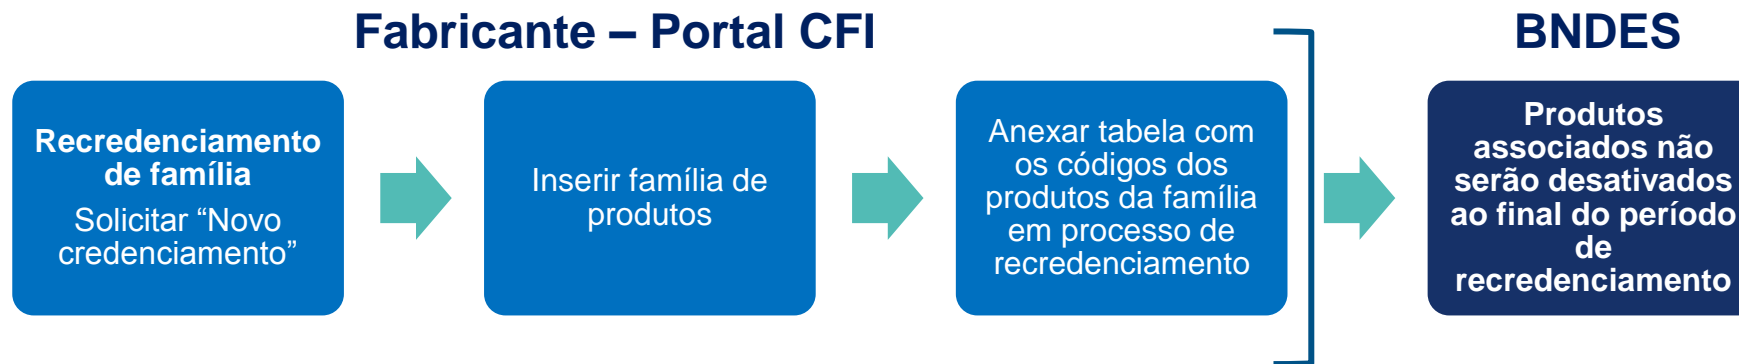 Fabricante – Portal CFI
BNDES
Recredenciamento
de família
Solicitar “Novo
credenciamento”
Inserir família de
produtos
Anexar tabela com
os códigos dos
produtos da família
em processo de
recredenciamento
Produtos
associados não
serão desativados
ao final do período
de
recredenciamento